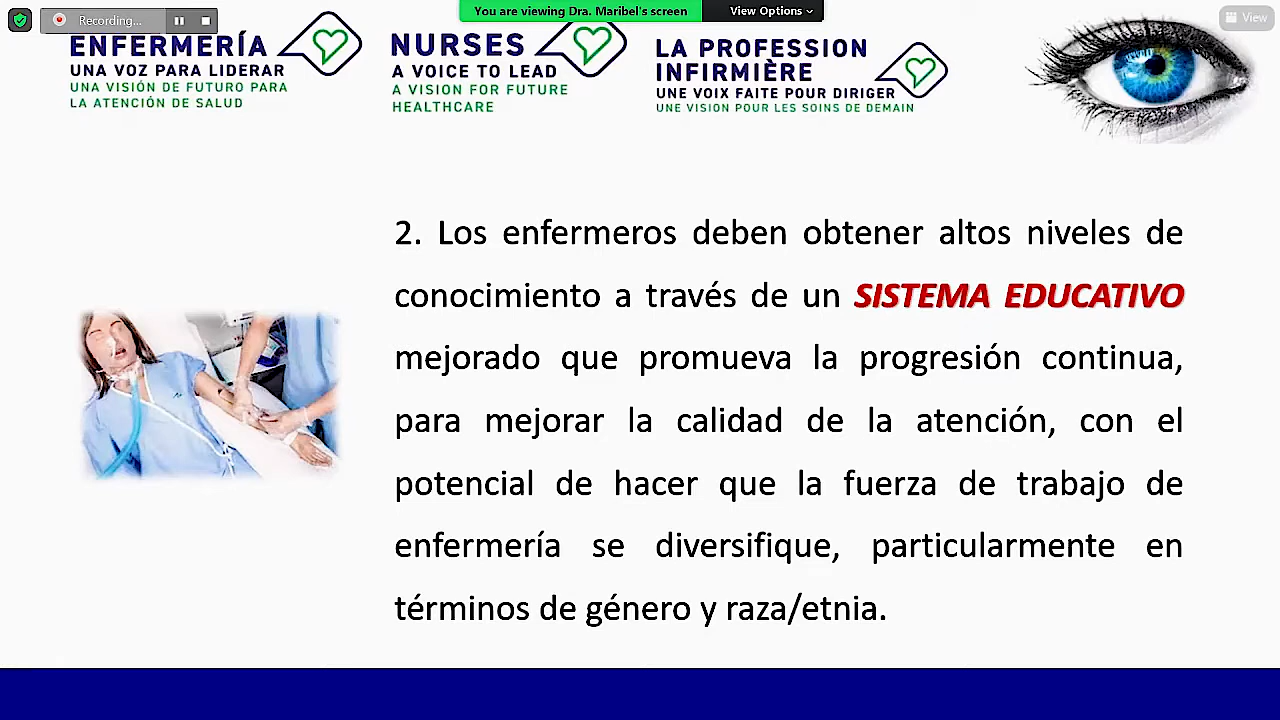 Recording...
You are viewing Dra. Maribel's screen
View Options
View
ENFERMERÍA
UNA VOZ PARA LIDERAR
UNA VISIÓN DE FUTURO PARA
LA ATENCIÓN DE SALUD
NURSES
A VOICE TO LEAD
A VISION FOR FUTURE
HEALTHCARE
LA PROFESSION
INFIRMIÈRE
UNE VOIX FAITE POUR DIRIGER
UNE VISION POUR LES SOINS DE DEMAIN
2. Los enfermeros deben obtener altos niveles de
conocimiento a través de un SISTEMA EDUCATIVO
mejorado que promueva la progresión continua,
para mejorar la calidad de la atención, con el
potencial de hacer que la fuerza de trabajo de
enfermería se diversifique, particularmente en
términos de género y raza/etnia.